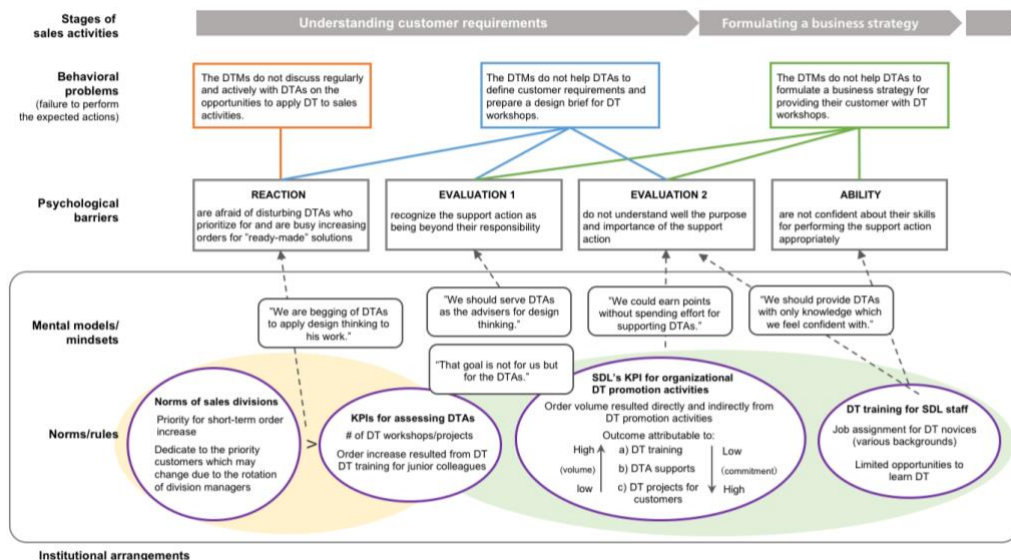 Stages of
sales activities
Understanding customer requirements
Formulating a business strategy
Behavioral
problems
(failure to perform
the expected actions)
The DTMs do not discuss regularly
and actively with DTAs on the
opportunities to apply DT to sales
activities.
The DTMs do not help DTAs to
define customer requirements and
prepare a design brief for DT
workshops.
The DTMs do not help DTAs to
formulate a business strategy for
providing their customer with DT
workshops.
Psychological
barriers
REACTION
are afraid of disturbing DTAs who
prioritize for and are busy increasing
orders for "ready-made" solutions
EVALUATION 1
recognize the support action as
being beyond their responsibility
EVALUATION 2
do not understand well the purpose
and importance of the support
action
ABILITY
are not confident about their skills
for performing the support action
appropriately
Mental models/
mindsets
"We are begging of DTAs
to apply design thinking to
his work."
"We should serve DTAs
as the advisers for design
thinking."
"We could earn points
without spending effort for
supporting DTAs."
"We should provide DTAs
with only knowledge which
we feel confident with."
"That goal is not for us but
for the DTAs."
Norms/rules
Norms of sales divisions
Priority for short-term order
increase
Dedicate to the priority
customers which may
change due to the rotation
of division managers
>
KPIs for assessing DTAs
# of DT workshops/projects
Order increase resulted from DT
DT training for junior colleagues
SDL's KPI for organizational
DT promotion activities
Order volume resulted directly and indirectly from
DT promotion activities
Outcome attributable to:
High a) DT training Low
(volume) b) DTA supports (commitment)
low c) DT projects for High
customers
DT training for SDL staff
Job assignment for DT novices
(various backgrounds)
Limited opportunities to
learn DT
Institutional arrangements